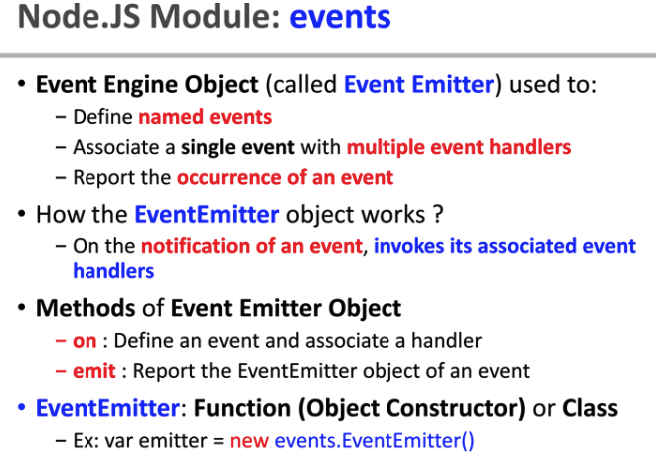 Node.JS Module: events
• Event Engine Object (called Event Emitter) used to:
– Define named events
– Associate a single event with multiple event handlers
– Report the occurrence of an event
• How the EventEmitter object works ?
– On the notification of an event, invokes its associated event
handlers
• Methods of Event Emitter Object
– on : Define an event and associate a handler
– emit : Report the EventEmitter object of an event
• EventEmitter: Function (Object Constructor) or Class
– Ex: var emitter = new events.EventEmitter()